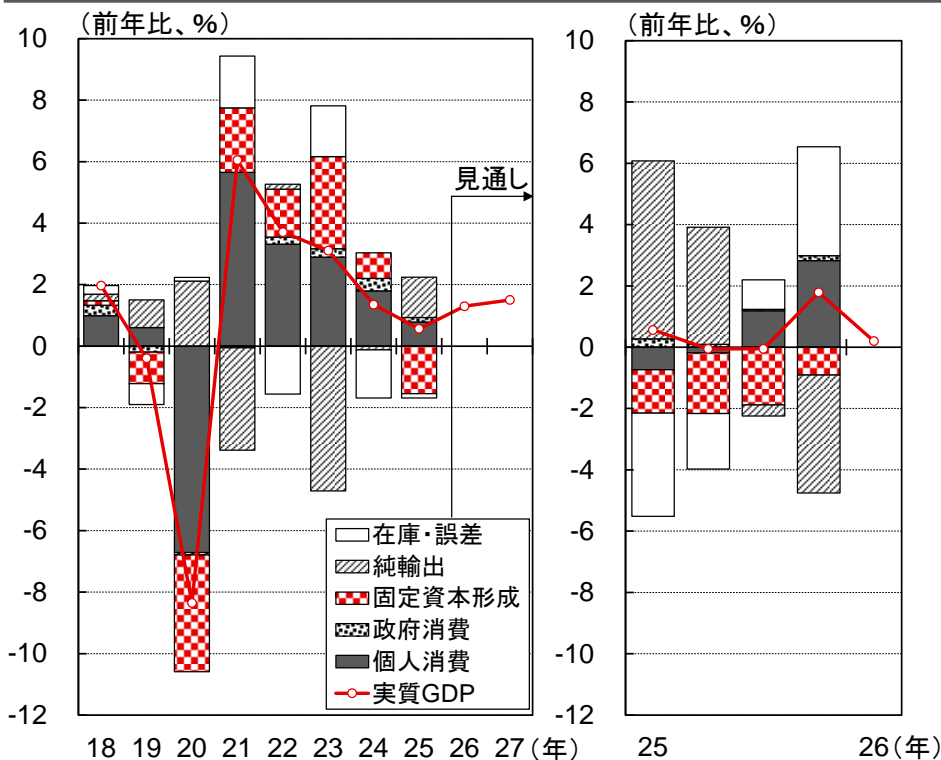 （前年比、%）
10
8
6
4
2
0
-2
-4
-6
-8
-10
-12
18 19 20 21 22 23 24 25 26 27（年）
見通し
在庫・誤差
純輸出
固定資本形成
政府消費
個人消費
実質GDP
（前年比、%）
10
8
6
4
2
0
-2
-4
-6
-8
-10
-12
25 26（年）